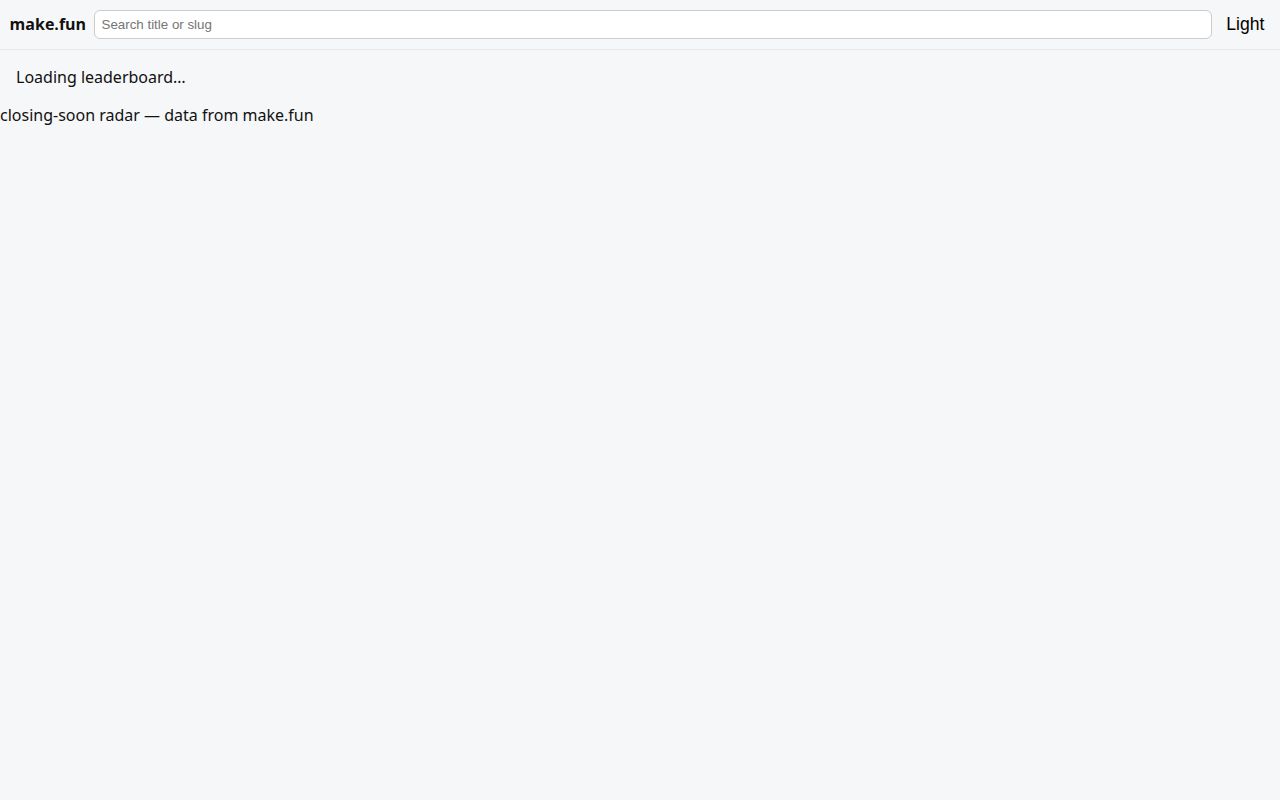 make.fun
Search title or slug
Light
Loading leaderboard...
closing-soon radar — data from make.fun